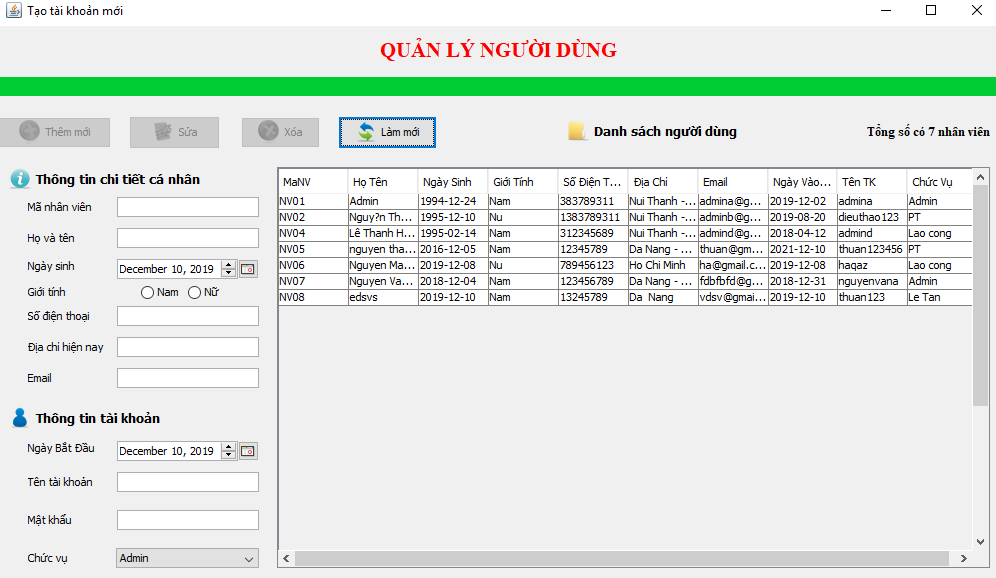 Tạo tài khoản mới
QUẢN LÝ NGƯỜI DÙNG
Thêm mới Sửa Xóa Làm mới Danh sách người dùng Tổng số có 7 nhân viên
Thông tin chi tiết cá nhân
Mã nhân viên
Họ và tên
Ngày sinh December 10, 2019
Giới tính Nam Nữ
Số điện thoại
Địa chỉ hiện nay
Email
Thông tin tài khoản
Ngày Bắt Đầu December 10, 2019
Tên tài khoản
Mật khẩu
Chức vụ Admin
MaNV Họ Tên Ngày Sinh Giới Tính Số Điện T... Địa Chỉ Email Ngày Vào... Tên TK Chức Vụ
NV01 Admin 1994-12-24 Nam 383789311 Nui Thanh -... admina@g... 2019-12-02 admina Admin
NV02 Nguy?n Th... 1995-12-10 Nu 1383789311 Nui Thanh -... adminb@g... 2019-08-20 dieuthao123 PT
NV04 Lê Thanh H... 1995-02-14 Nam 312345689 Nui Thanh -... admind@g... 2018-04-12 admind Lao cong
NV05 nguyen tha... 2016-12-05 Nam 12345789 Da Nang - ... thuan@gm... 2021-12-10 thuan123456 PT
NV06 Nguyen Ma... 2019-12-08 Nu 789456123 Ho Chi Minh ha@gmail.c... 2019-12-08 haqaz Lao cong
NV07 Nguyen Va... 2018-12-04 Nam 12345789 Da Nang - ... fdbfbfd@g... 2018-12-31 nguyenvana Admin
NV08 edsvs 2019-12-10 Nam 13245789 Da Nang vdsv@gmai... 2019-12-10 thuan123 Le Tan